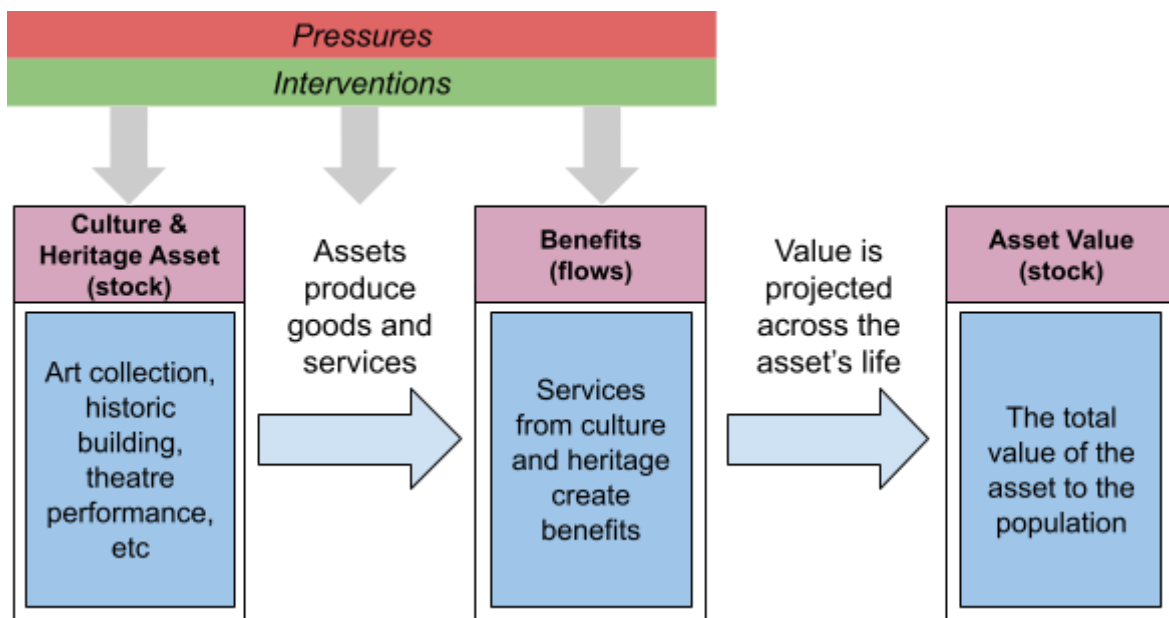 Pressures
Interventions
Culture &
Heritage Asset
(stock)
Art collection,
historic
building,
theatre
performance,
etc
Assets
produce
goods and
services
Benefits
(flows)
Services
from culture
and heritage
create
benefits
Value is
projected
across the
asset's life
Asset Value
(stock)
The total
value of the
asset to the
population